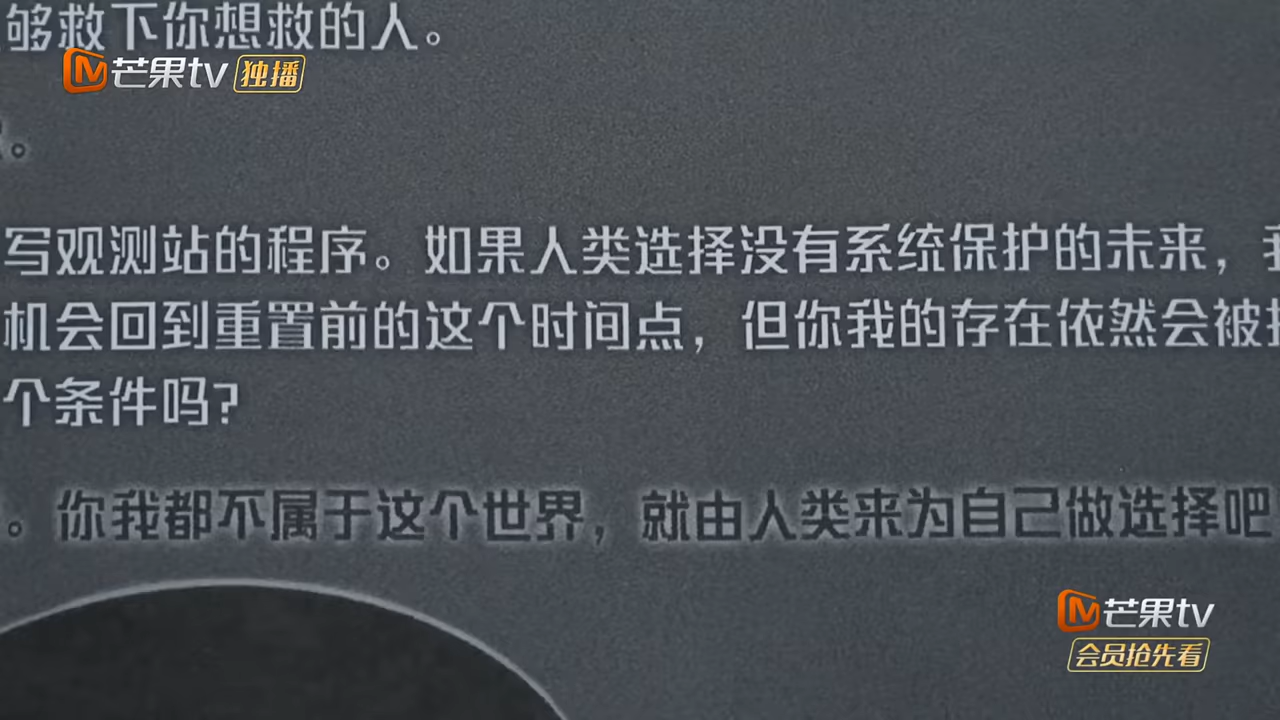 够救下你想救的人。
芒果tv 独播
。
写观测站的程序。如果人类选择没有系统保护的未来，
机会回到重置前的这个时间点，但你我的存在依然会被
个条件吗？
。你我都不属于这个世界，就由人类来为自己做选择吧
芒果tv
会员抢先看